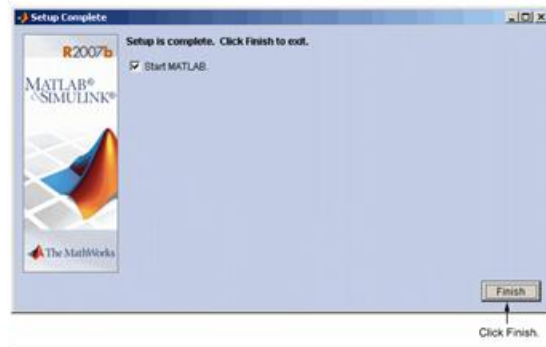 Setup Complete
R2007b
Setup is complete. Click Finish to exit.
Start MATLAB.
MATLAB®
&SIMULINK®
The MathWorks
Finish
Click Finish.